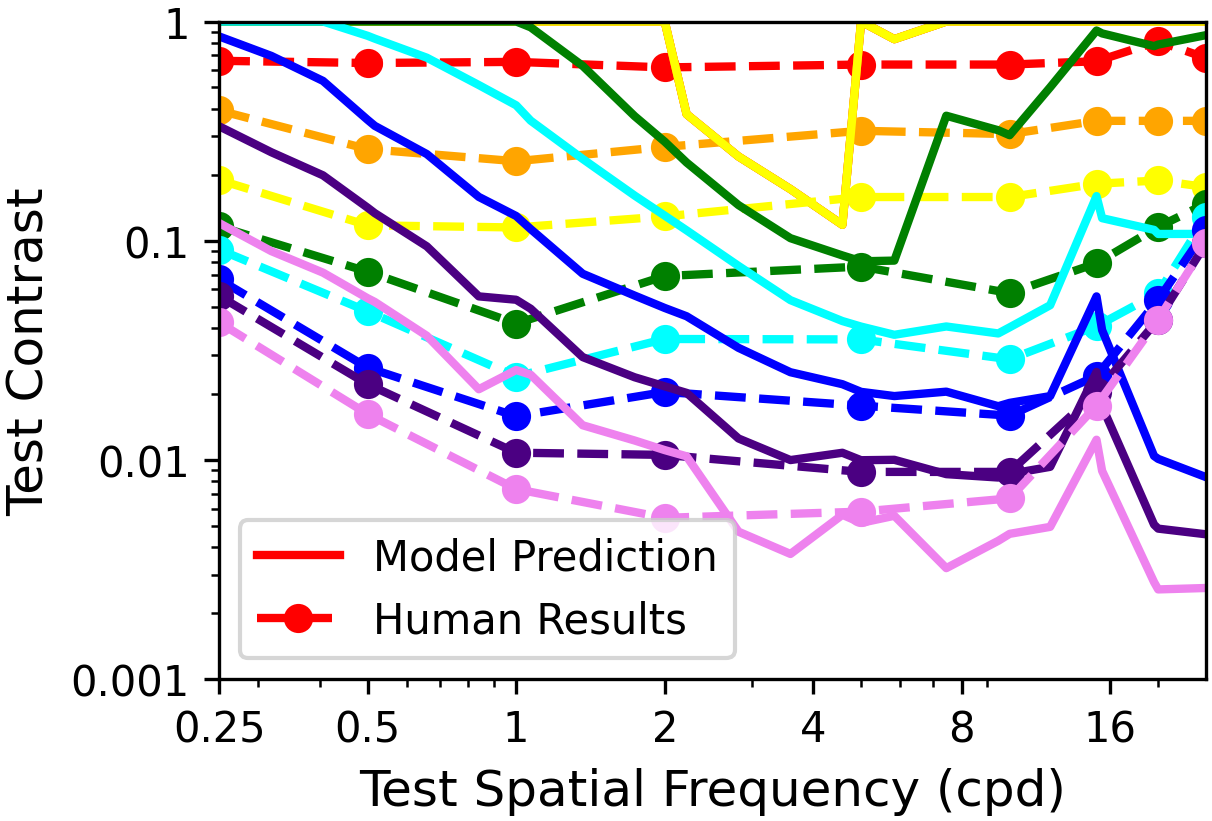 1
0.1
0.01
0.001
Test Contrast
Model Prediction
Human Results
0.25 0.5 1 2 4 8 16
Test Spatial Frequency (cpd)